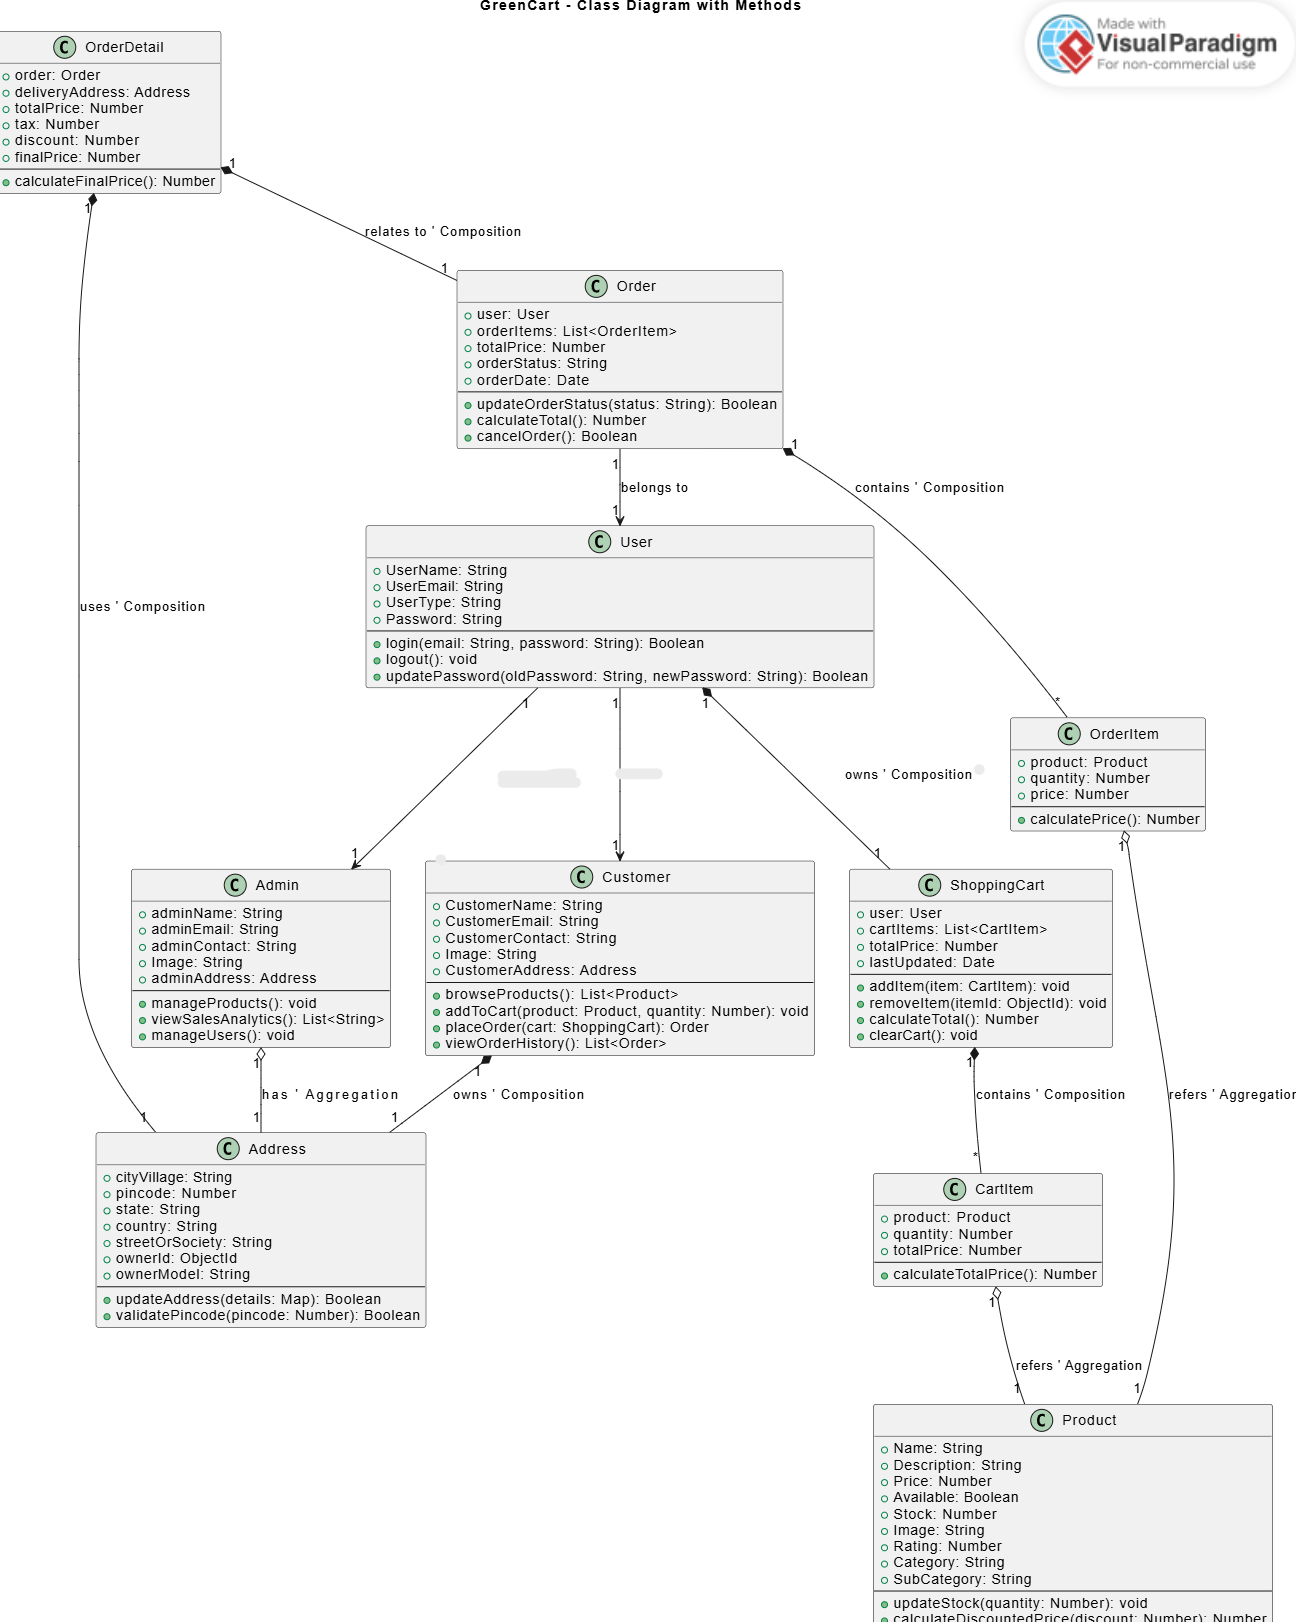 GreenCart - Class Diagram with Methods
Made with
Visual Paradigm
For non-commercial use
C OrderDetail
order: Order
deliveryAddress: Address
totalPrice: Number
tax: Number
discount: Number
finalPrice: Number
calculateFinalPrice(): Number
1
1
relates to ' Composition
1
C Order
user: User
orderItems: List<OrderItem>
totalPrice: Number
orderStatus: String
orderDate: Date
updateOrderStatus(status: String): Boolean
calculateTotal(): Number
cancelOrder(): Boolean
1
1
belongs to
contains ' Composition
1
C User
UserName: String
UserEmail: String
UserType: String
Password: String
login(email: String, password: String): Boolean
logout(): void
updatePassword(oldPassword: String, newPassword: String): Boolean
uses ' Composition
1
1
1
*
C OrderItem
product: Product
quantity: Number
price: Number
calculatePrice(): Number
1
owns ' Composition
1
1
1
C Admin
adminName: String
adminEmail: String
adminContact: String
Image: String
adminAddress: Address
manageProducts(): void
viewSalesAnalytics(): List<String>
manageUsers(): void
C Customer
CustomerName: String
CustomerEmail: String
CustomerContact: String
Image: String
CustomerAddress: Address
browseProducts(): List<Product>
addToCart(product: Product, quantity: Number): void
placeOrder(cart: ShoppingCart): Order
viewOrderHistory(): List<Order>
C ShoppingCart
user: User
cartItems: List<CartItem>
totalPrice: Number
lastUpdated: Date
addItem(item: CartItem): void
removeItem(itemId: ObjectId): void
calculateTotal(): Number
clearCart(): void
1
1
1
has ' Aggregation
owns ' Composition
contains ' Composition
refers ' Aggregation
1
1
1
*
C Address
cityVillage: String
pincode: Number
state: String
country: String
streetOrSociety: String
ownerId: ObjectId
ownerModel: String
updateAddress(details: Map): Boolean
validatePincode(pincode: Number): Boolean
C CartItem
product: Product
quantity: Number
totalPrice: Number
calculateTotalPrice(): Number
1
refers ' Aggregation
1
1
C Product
Name: String
Description: String
Price: Number
Available: Boolean
Stock: Number
Image: String
Rating: Number
Category: String
SubCategory: String
updateStock(quantity: Number): void
calculateDiscountedPrice(discount: Number): Number